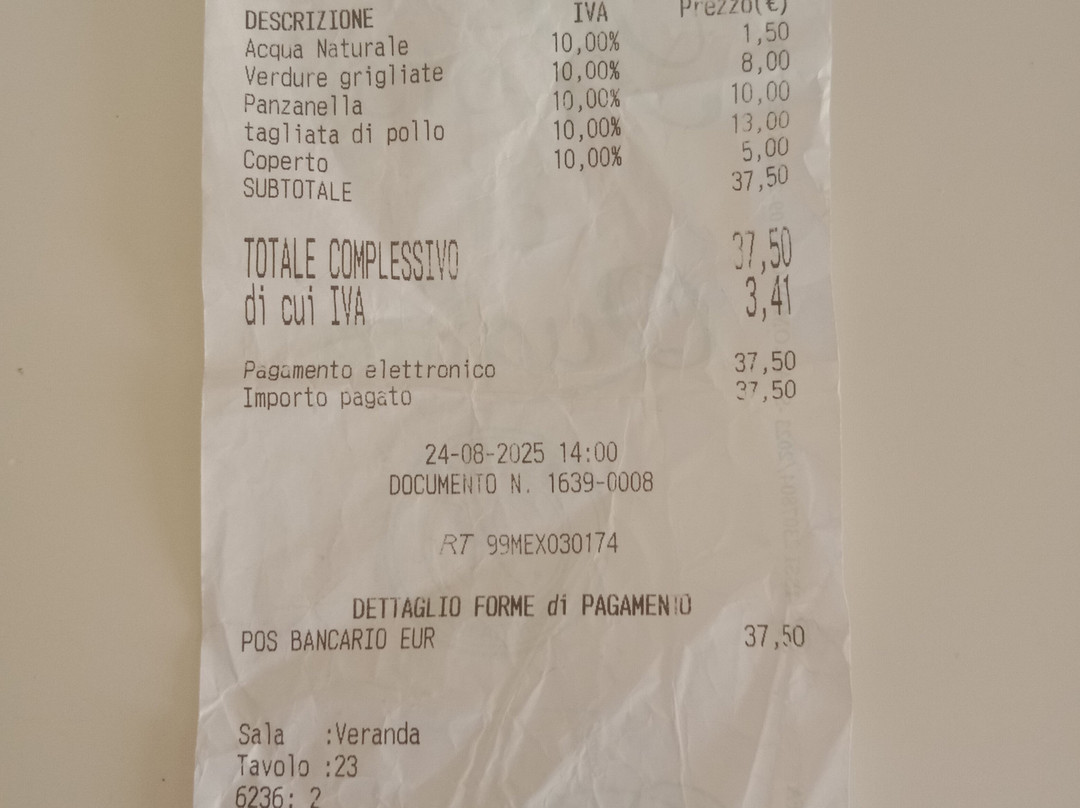 DESCRIZIONE IVA Prezzo(€)
Acqua Naturale 10,00% 1,50
Verdure grigliate 10,00% 8,00
Panzanella 10,00% 10,00
tagliata di pollo 10,00% 13,00
Coperto 10,00% 5,00
SUBTOTALE 37,50
TOTALE COMPLESSIVO 37,50
di cui IVA 3,41
Pagamento elettronico 37,50
Importo pagato 37,50
24-08-2025 14:00
DOCUMENTO N. 1639-0008
RT 99MEX030174
DETTAGLIO FORME di PAGAMENTO
POS BANCARIO EUR 37,50
Sala :Veranda
Tavolo :23
6236: 2